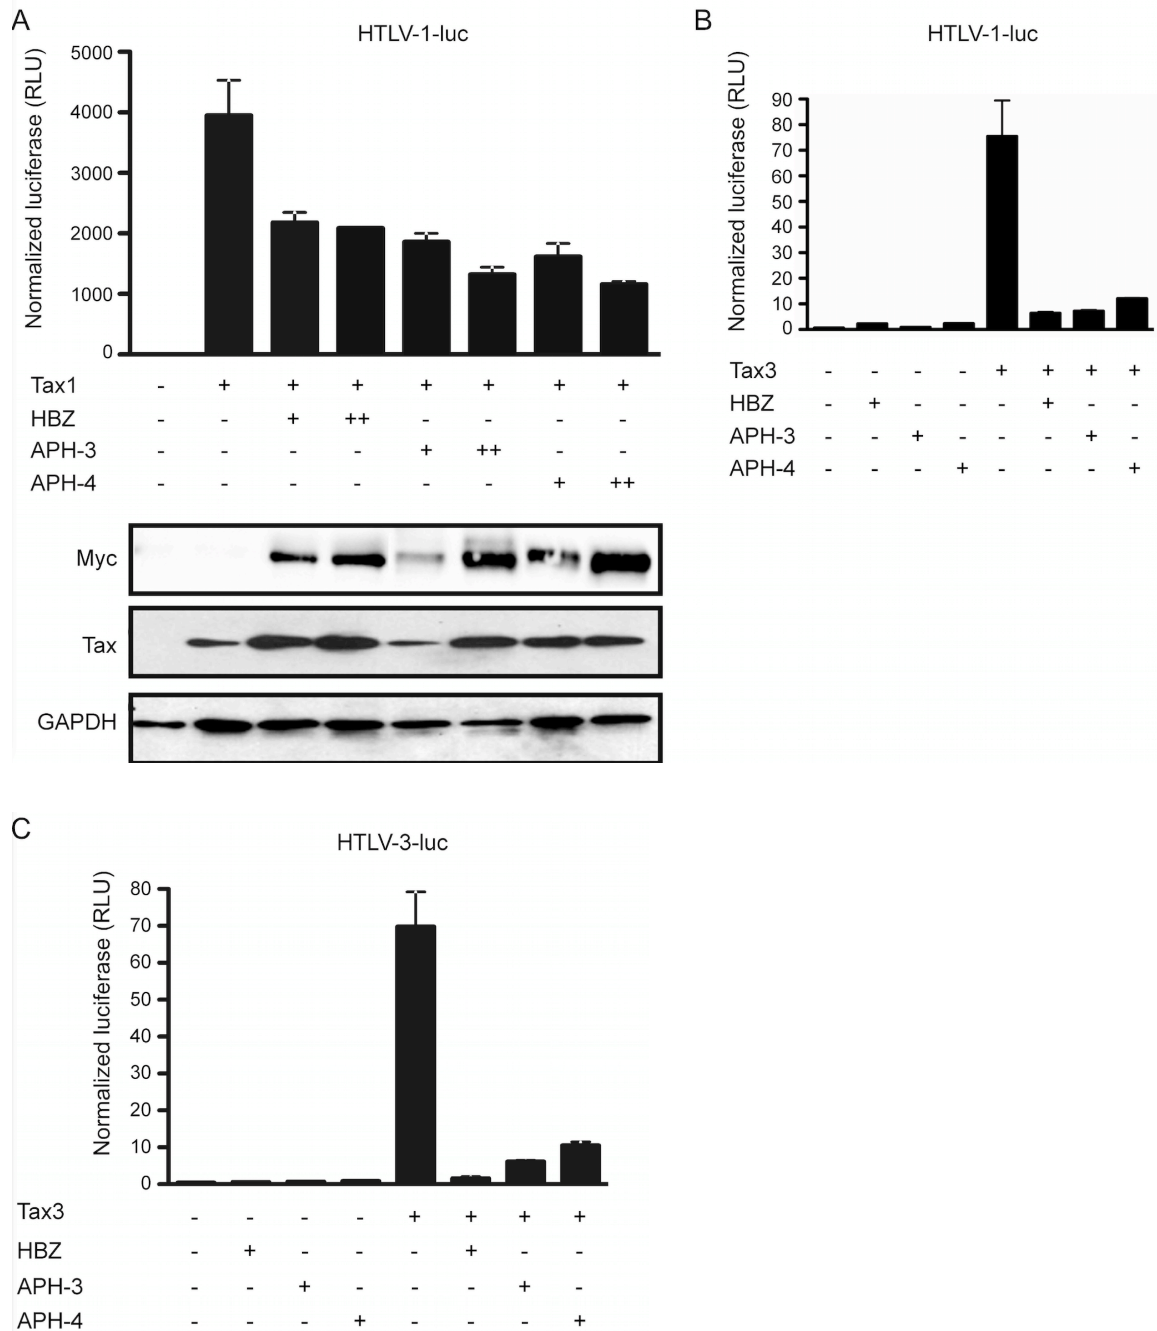 A
HTLV-1-luc
Normalized luciferase (RLU)
5000
4000
3000
2000
1000
0
Tax1 - + + + + + + +
HBZ - - + ++ - - - -
APH-3 - - - - + ++ - -
APH-4 - - - - - - + ++
Myc
Tax
GAPDH
B
HTLV-1-luc
Normalized luciferase (RLU)
90
80
70
60
50
40
30
20
10
0
Tax3 - - - - + + + +
HBZ - + - - - + - -
APH-3 - - + - - - + -
APH-4 - - - + - - - +
C
HTLV-3-luc
Normalized luciferase (RLU)
80
70
60
50
40
30
20
10
0
Tax3 - - - - + + + +
HBZ - + - - - + - -
APH-3 - - + - - - + -
APH-4 - - - + - - - +